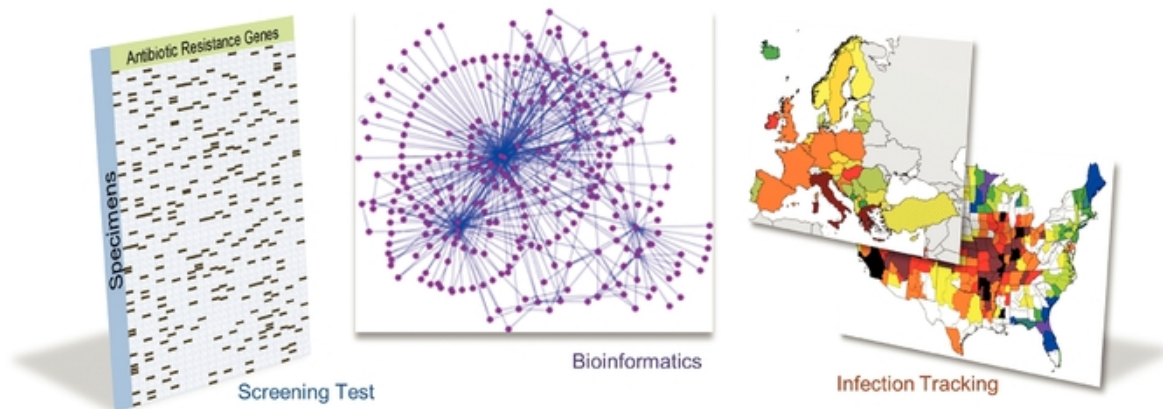 Antibiotic Resistance Genes
Specimens
Screening Test
Bioinformatics
Infection Tracking